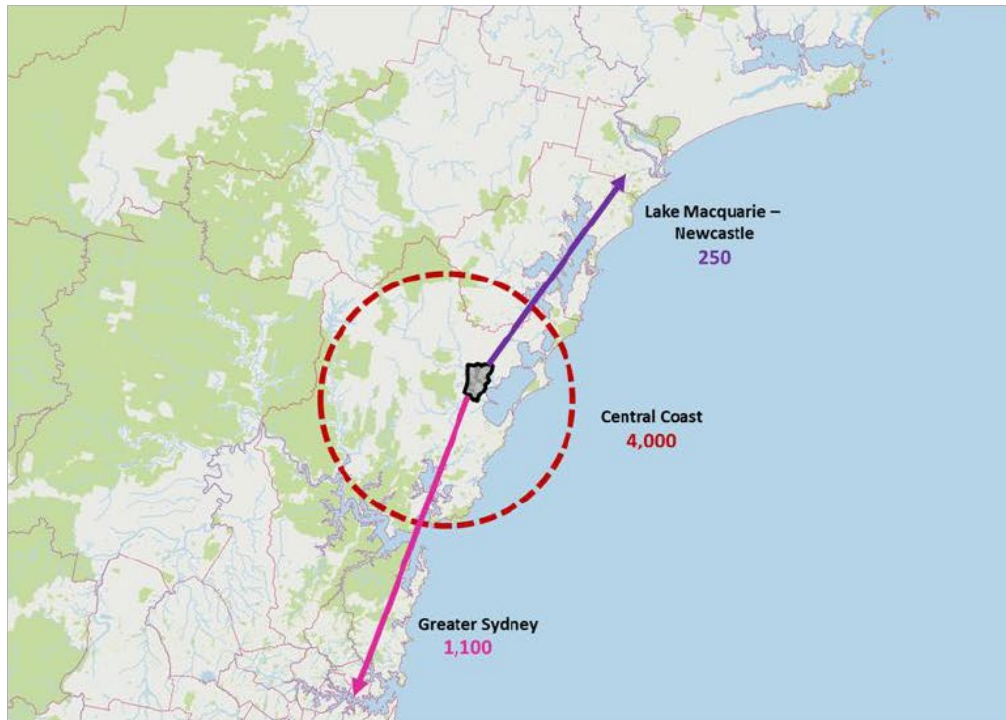 Lake Macquarie –
Newcastle
250
Central Coast
4,000
Greater Sydney
1,100